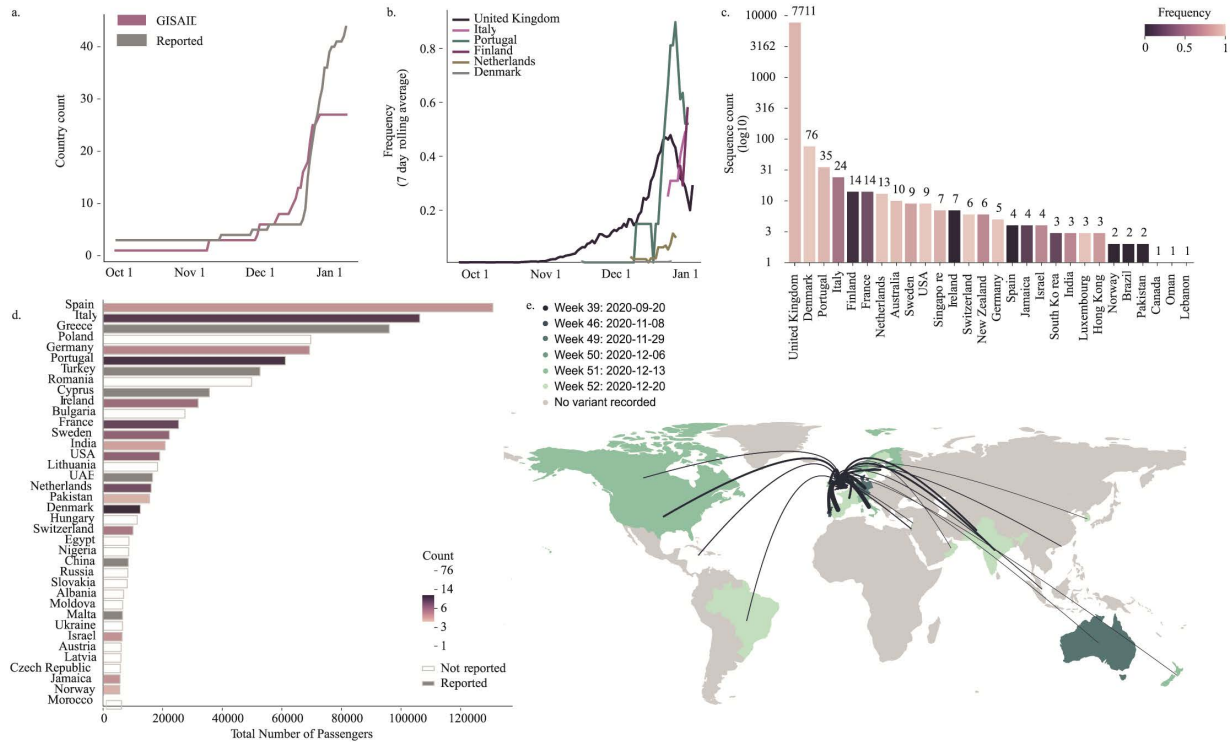 a.
GISAID
Reported
Country count
40
30
20
10
0
Oct 1
Nov 1
Dec 1
Jan 1
b.
United Kingdom
Italy
Portugal
Finland
Netherlands
Denmark
Frequency
(7 day rolling average)
0.8
0.6
0.4
0.2
Oct 1
Nov 1
Dec 1
Jan 1
c.
Frequency
0
0.5
1
Sequence count
(log10)
10000
3162
1000
316
100
31
10
3
1
7711
76
35
24
14
14
13
10
9
9
7
7
6
6
5
4
4
4
3
3
3
3
2
2
2
1
1
1
United Kingdom
Denmark
Portugal
Italy
Finland
France
Netherlands
Australia
Sweden
USA
Singapo re
Ireland
Switzerland
New Zealand
Germany
Spain
Jamaica
Israel
South Ko rea
India
Luxembourg
Hong Kong
Norway
Brazil
Pakistan
Canada
Oman
Lebanon
d.
Spain
Italy
Greece
Poland
Germany
Portugal
Turkey
Romania
Cyprus
Ireland
Bulgaria
France
Sweden
India
USA
Lithuania
UAE
Netherlands
Pakistan
Denmark
Hungary
Switzerland
Egypt
Nigeria
China
Russia
Slovakia
Albania
Moldova
Malta
Ukraine
Israel
Austria
Latvia
Czech Republic
Jamaica
Norway
Morocco
0
20000
40000
60000
80000
100000
120000
Total Number of Passengers
Count
- 76
- 14
- 6
- 3
- 1
Not reported
Reported
e.
Week 39: 2020-09-20
Week 46: 2020-11-08
Week 49: 2020-11-29
Week 50: 2020-12-06
Week 51: 2020-12-13
Week 52: 2020-12-20
No variant recorded